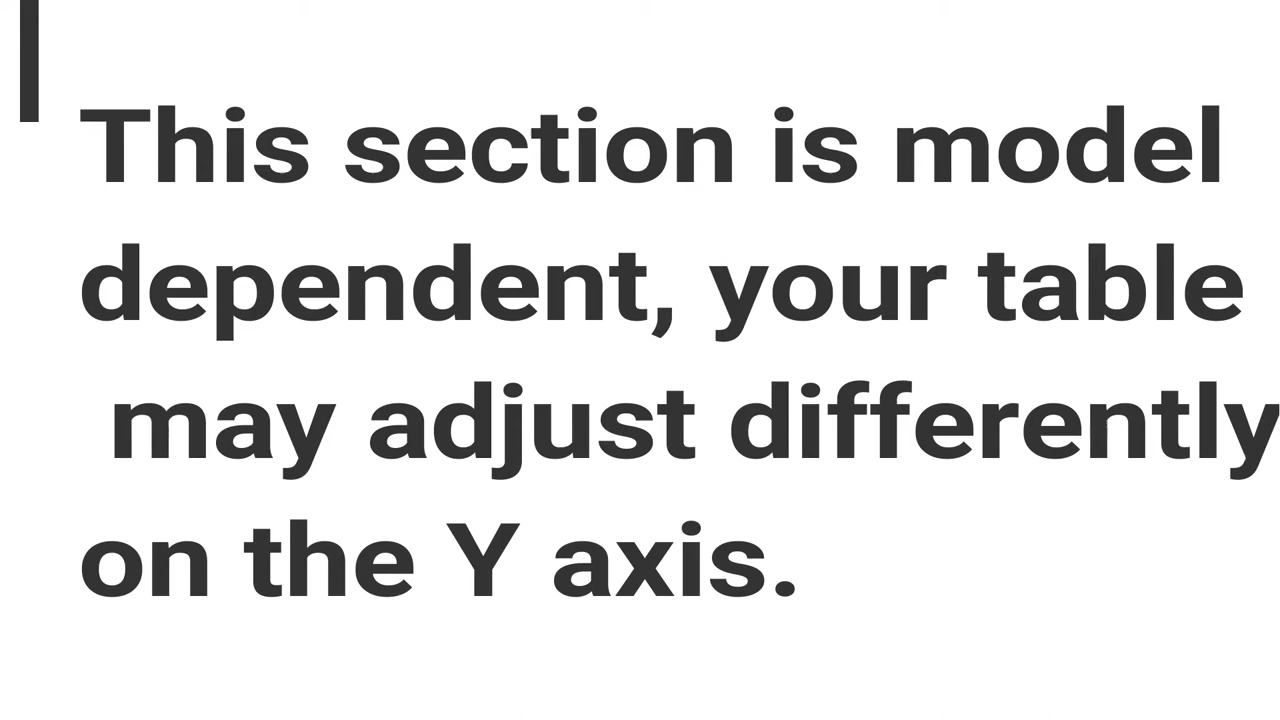 This section is model
dependent, your table
may adjust differently
on the Y axis.